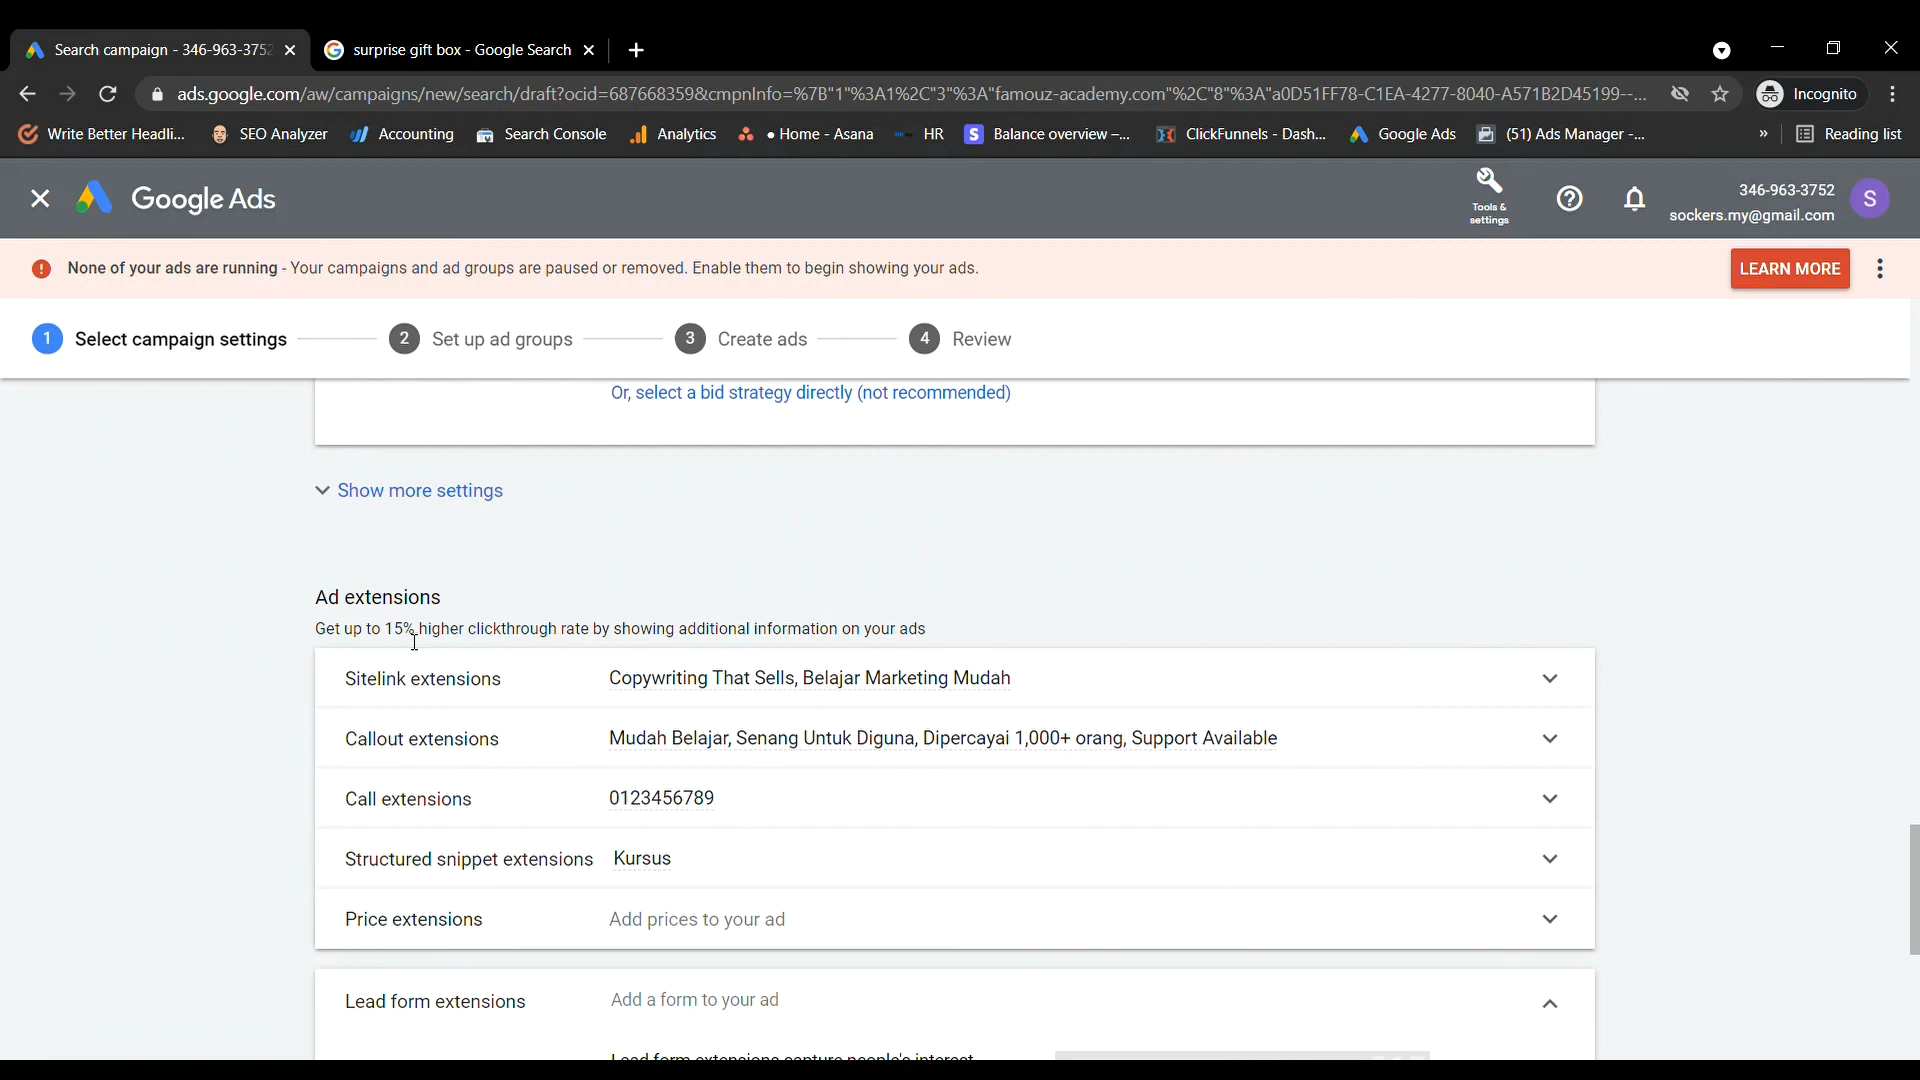 Search campaign - 346-963-3752
surprise gift box - Google Search
ads.google.com/aw/campaigns/new/search/draft?ocid=687668359&cmpnInfo=%7B"1"%3A1%2C"3"%3A"famouz-academy.com"%2C"8"%3A"a0D51FF78-C1EA-4277-8040-A571B2D45199--...
Incognito
Write Better Headli...
SEO Analyzer
Accounting
Search Console
Analytics
• Home - Asana
HR
S Balance overview –...
ClickFunnels - Dash...
Google Ads
(51) Ads Manager -...
»
Reading list
Google Ads
Tools &
settings
346-963-3752
sockers.my@gmail.com
S
None of your ads are running - Your campaigns and ad groups are paused or removed. Enable them to begin showing your ads.
LEARN MORE
1 Select campaign settings
2 Set up ad groups
3 Create ads
4 Review
Or, select a bid strategy directly (not recommended)
Show more settings
Ad extensions
Get up to 15% higher clickthrough rate by showing additional information on your ads
Sitelink extensions Copywriting That Sells, Belajar Marketing Mudah
Callout extensions Mudah Belajar, Senang Untuk Diguna, Dipercayai 1,000+ orang, Support Available
Call extensions 0123456789
Structured snippet extensions Kursus
Price extensions Add prices to your ad
Lead form extensions Add a form to your ad
Lead form extensions capture people's interest